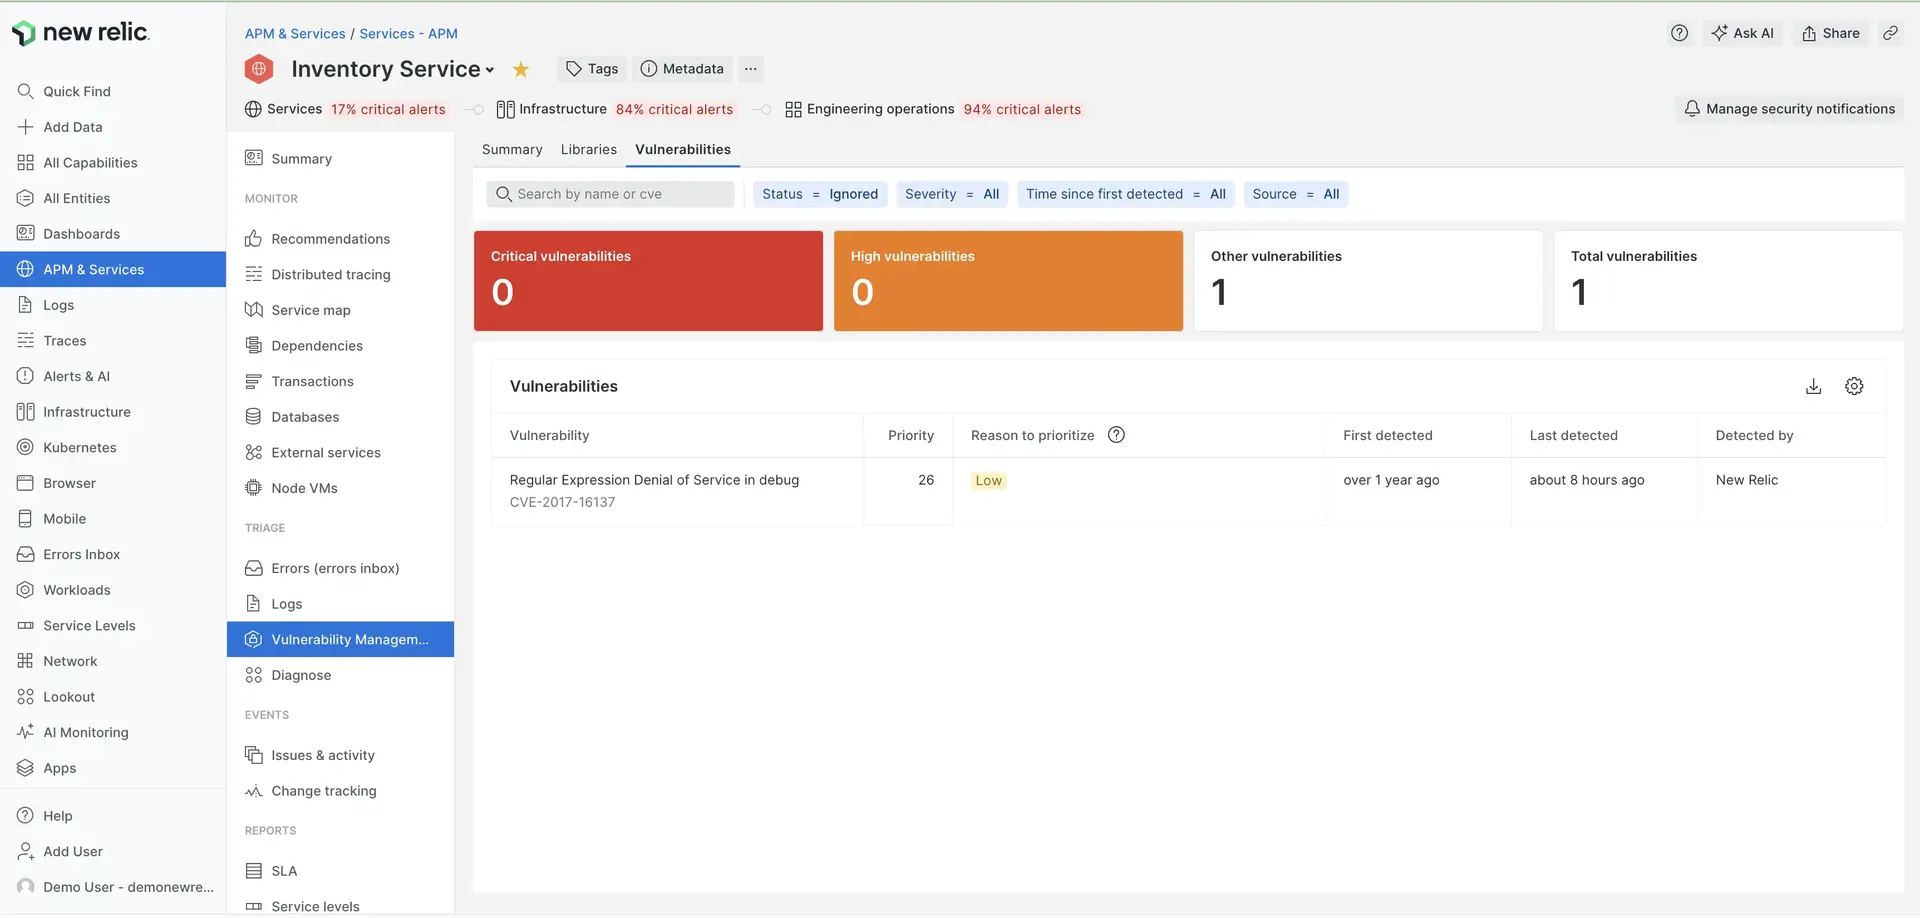 new relic.
Quick Find
Add Data
All Capabilities
All Entities
Dashboards
APM & Services
Logs
Traces
Alerts & AI
Infrastructure
Kubernetes
Browser
Mobile
Errors Inbox
Workloads
Service Levels
Network
Lookout
AI Monitoring
Apps
Help
Add User
Demo User - demonewre...
APM & Services / Services - APM
Ask AI
Share
Inventory Service
Tags
Metadata
...
Services 17% critical alerts
Infrastructure 84% critical alerts
Engineering operations 94% critical alerts
Manage security notifications
Summary
MONITOR
Recommendations
Distributed tracing
Service map
Dependencies
Transactions
Databases
External services
Node VMs
TRIAGE
Errors (errors inbox)
Logs
Vulnerability Managem...
Diagnose
EVENTS
Issues & activity
Change tracking
REPORTS
SLA
Service levels
Summary Libraries Vulnerabilities
Search by name or cve
Status = Ignored
Severity = All
Time since first detected = All
Source = All
Critical vulnerabilities
0
High vulnerabilities
0
Other vulnerabilities
1
Total vulnerabilities
1
Vulnerabilities
Vulnerability Priority Reason to prioritize First detected Last detected Detected by
Regular Expression Denial of Service in debug 26 Low over 1 year ago about 8 hours ago New Relic
CVE-2017-16137